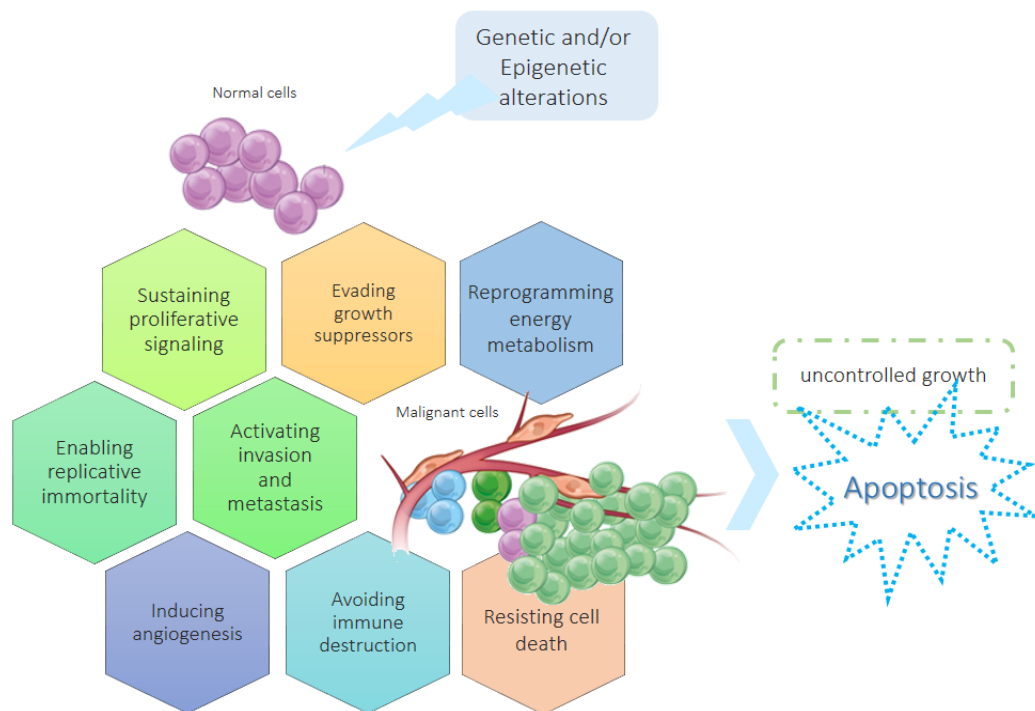 Genetic and/or
Epigenetic
alterations
Normal cells
Sustaining
proliferative
signaling
Evading
growth
suppressors
Reprogramming
energy
metabolism
uncontrolled growth
Malignant cells
Enabling
replicative
immortality
Activating
invasion
and
metastasis
Apoptosis
Inducing
angiogenesis
Avoiding
immune
destruction
Resisting cell
death